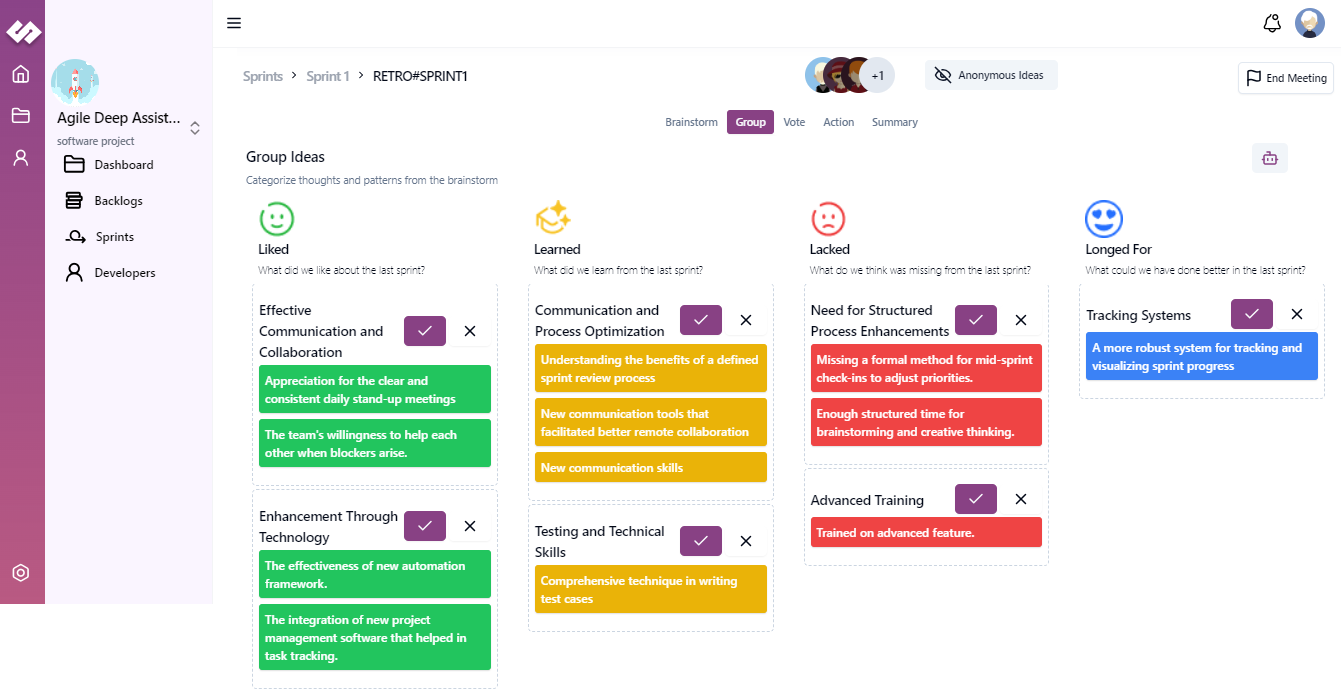 Sprints > Sprint 1 > RETRO#SPRINT1
+1
Anonymous Ideas
End Meeting
Agile Deep Assist...
software project
Dashboard
Backlogs
Sprints
Developers
Brainstorm Group Vote Action Summary
Group Ideas
Categorize thoughts and patterns from the brainstorm
Liked
What did we like about the last sprint?
Effective
Communication and
Collaboration
Appreciation for the clear and
consistent daily stand-up meetings
The team's willingness to help each
other when blockers arise.
Enhancement Through
Technology
The effectiveness of new automation
framework.
The integration of new project
management software that helped in
task tracking.
Learned
What did we learn from the last sprint?
Communication and
Process Optimization
Understanding the benefits of a defined
sprint review process
New communication tools that
facilitated better remote collaboration
New communication skills
Testing and Technical
Skills
Comprehensive technique in writing
test cases
Lacked
What do we think was missing from the last sprint?
Need for Structured
Process Enhancements
Missing a formal method for mid-sprint
check-ins to adjust priorities.
Enough structured time for
brainstorming and creative thinking.
Advanced Training
Trained on advanced feature.
Longed For
What could we have done better in the last sprint?
Tracking Systems
A more robust system for tracking and
visualizing sprint progress